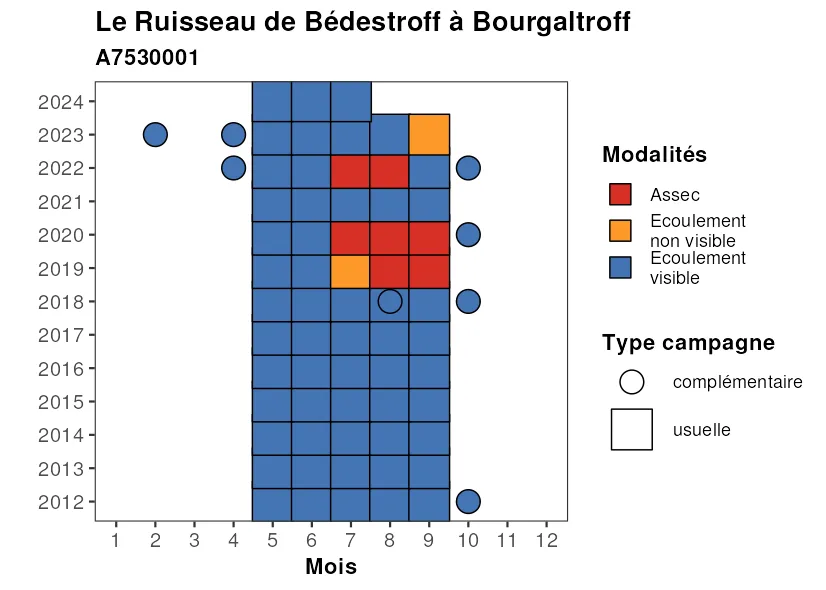 Le Ruisseau de Bédestroff à Bourgaltroff
A7530001
2024
2023
2022
2021
2020
2019
2018
2017
2016
2015
2014
2013
2012
1 2 3 4 5 6 7 8 9 10 11 12
Mois
Modalités
Assec
Ecoulement
non visible
Ecoulement
visible
Type campagne
complémentaire
usuelle